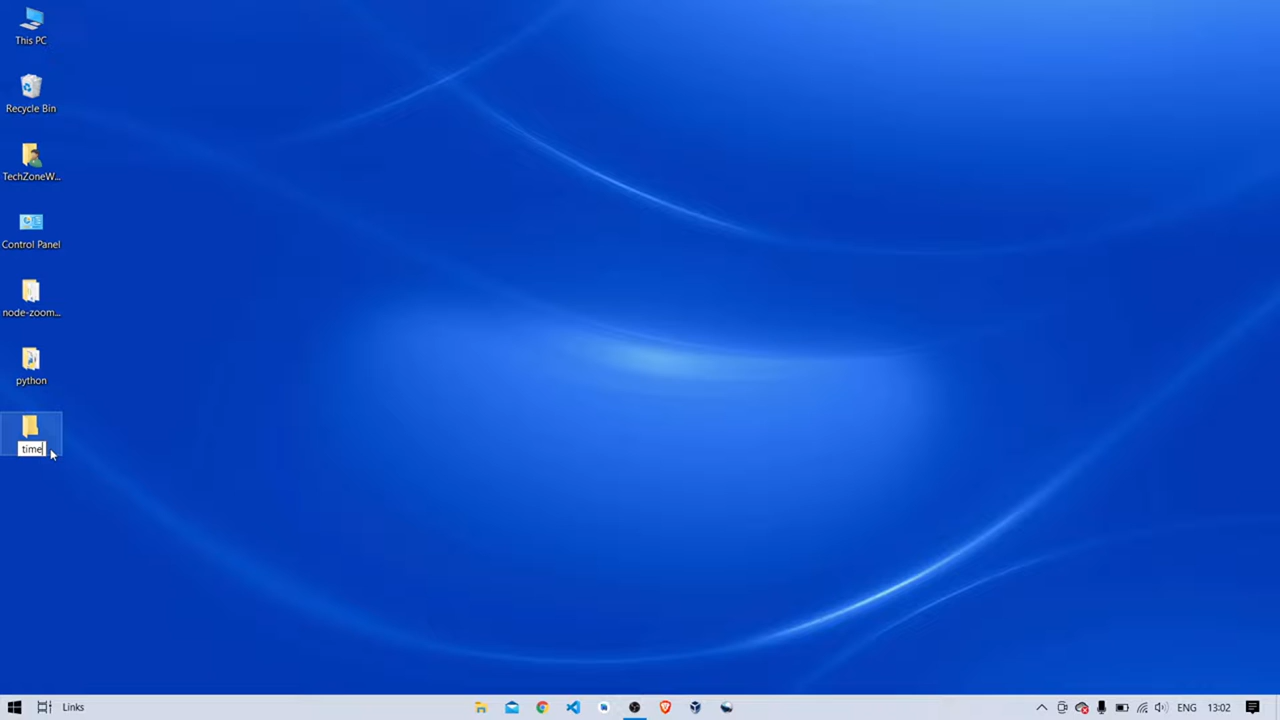 This PC
Recycle Bin
TechZoneW...
Control Panel
node-zoom...
python
time
Links
ENG
13:02